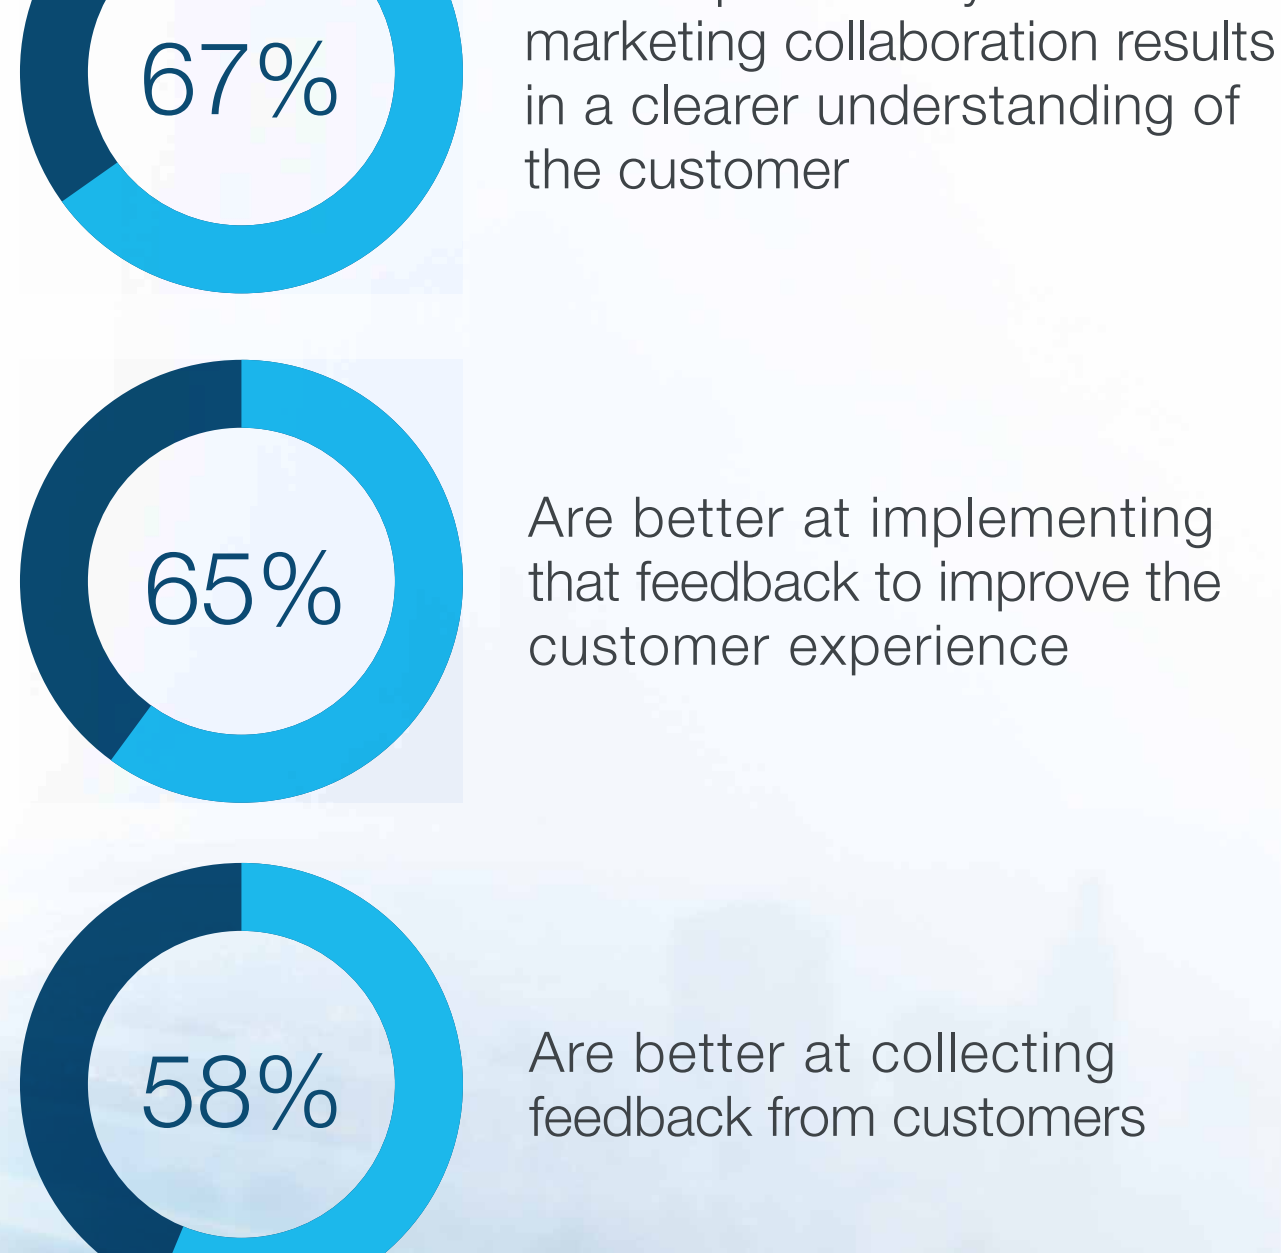 67%
marketing collaboration results
in a clearer understanding of
the customer
65%
Are better at implementing
that feedback to improve the
customer experience
58%
Are better at collecting
feedback from customers